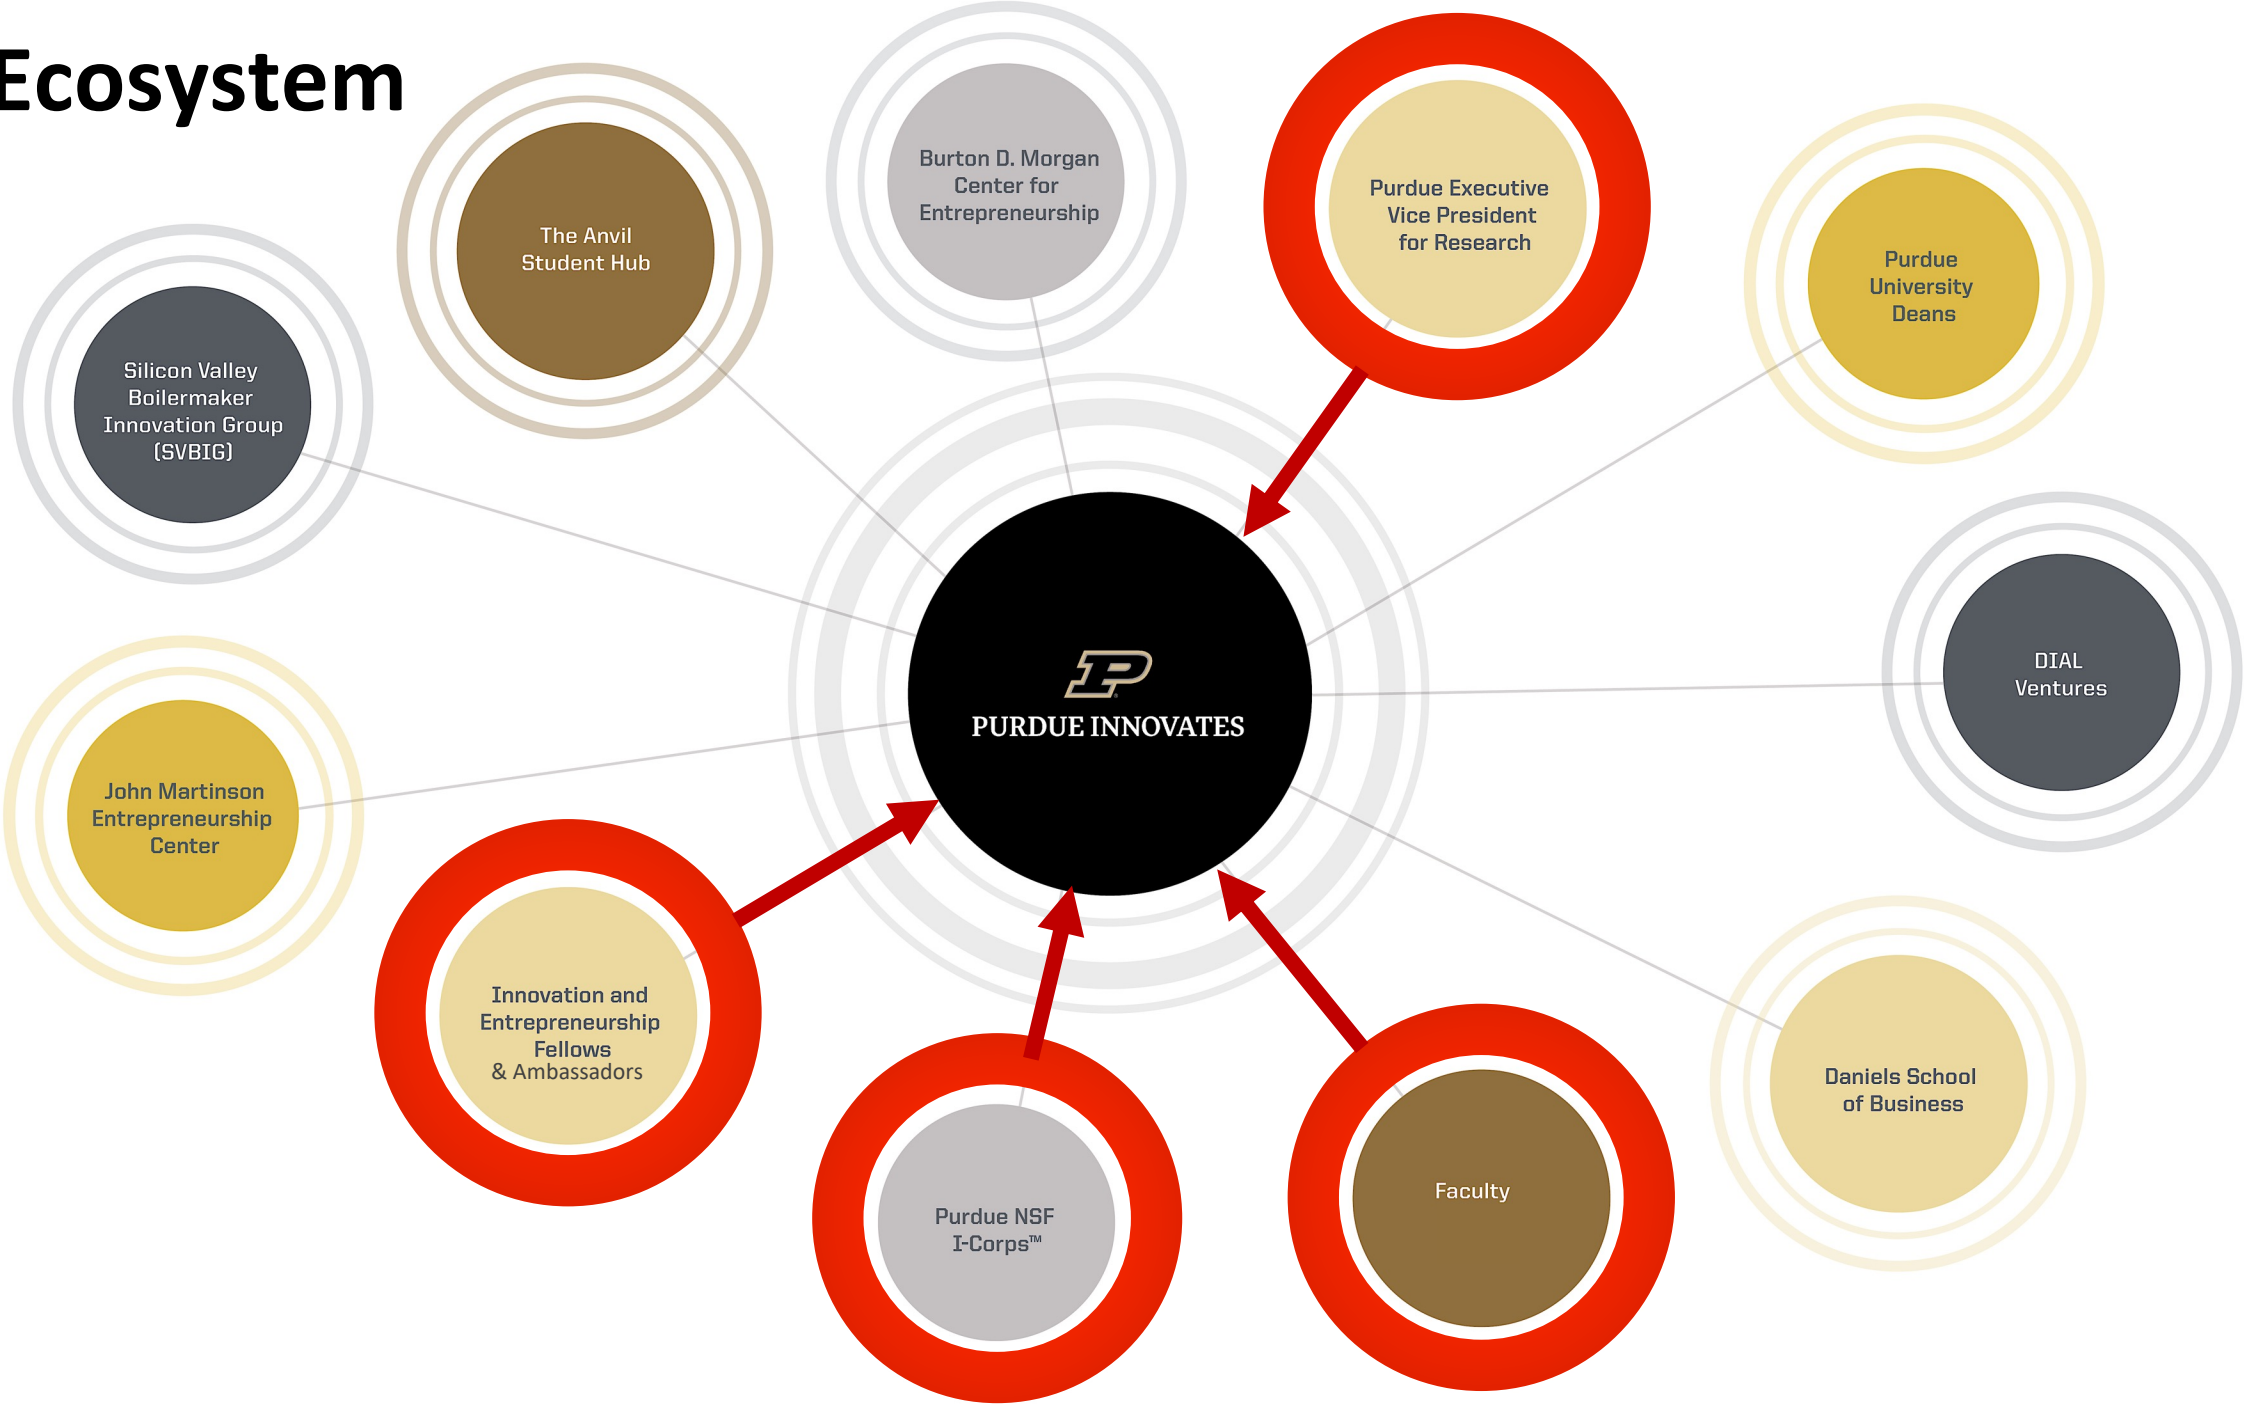 Ecosystem
Burton D. Morgan
Center for
Entrepreneurship
Purdue Executive
Vice President
for Research
The Anvil
Student Hub
Purdue
University
Deans
Silicon Valley
Boilermaker
Innovation Group
(SVBIG)
DIAL
Ventures
P
PURDUE INNOVATES
John Martinson
Entrepreneurship
Center
Innovation and
Entrepreneurship
Fellows
& Ambassadors
Daniels School
of Business
Purdue NSF
I-Corps™
Faculty